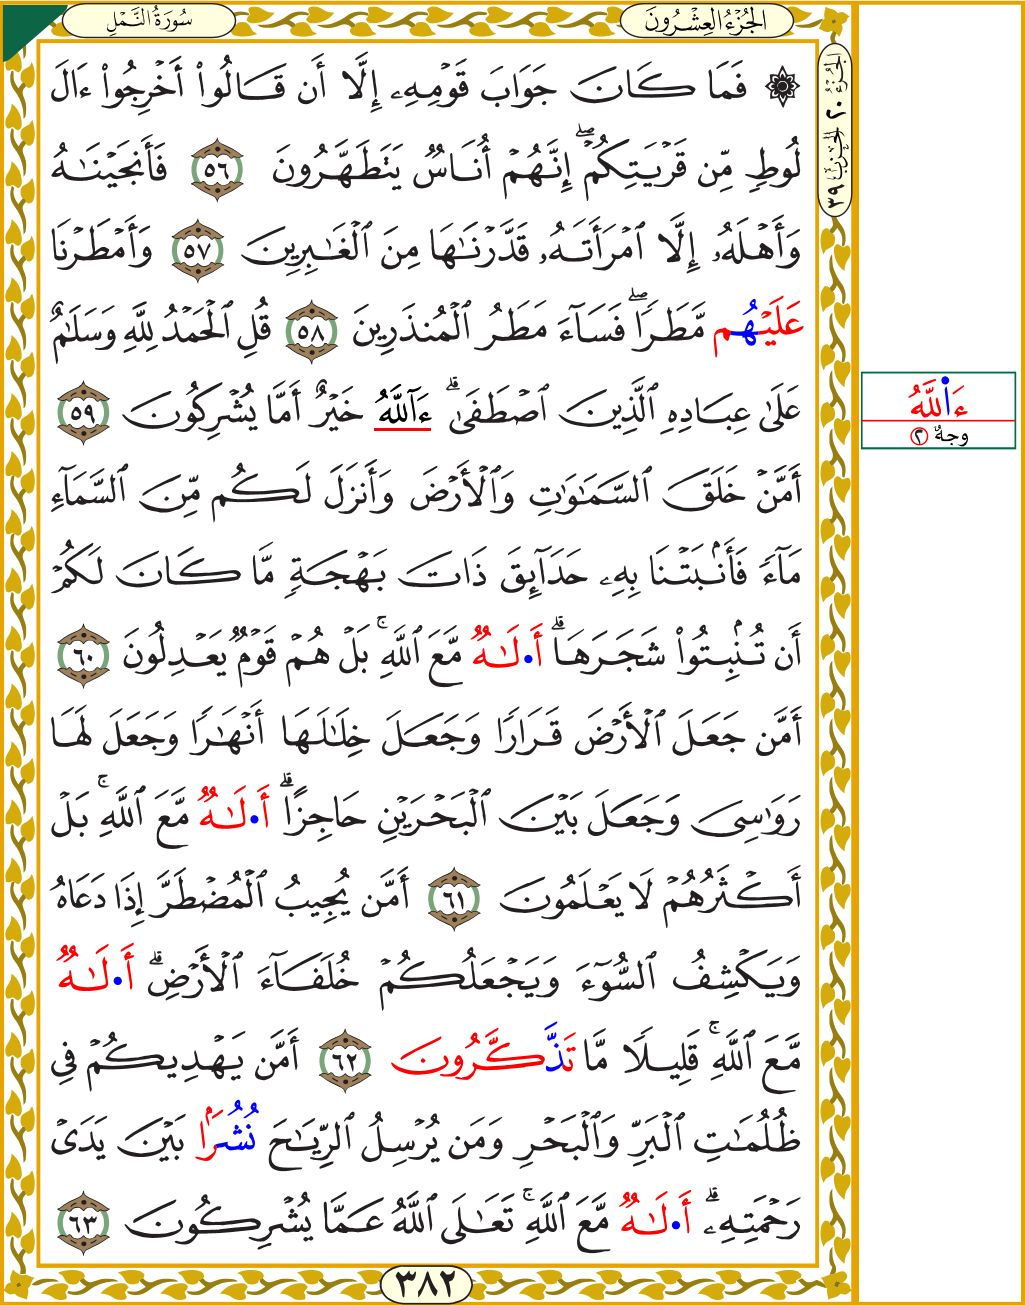 سُورَةُ النَّمْلِ
الجُزْءُ العِشْرُونَ
الجُزْءُ ٢٠ الحِزْبُ ٣٩
۞ فَمَا كَانَ جَوَابَ قَوْمِهِۦ إِلَّا أَن قَالُوا۟ أَخْرِجُوا۟ ءَالَ
لُوطٍ مِّن قَرْيَتِكُمْۖ إِنَّهُمْ أُنَاسٌ يَتَطَهَّرُونَ ٥٦ فَأَنجَيْنَـٰهُ
وَأَهْلَهُۥ إِلَّا ٱمْرَأَتَهُۥ قَدَّرْنَـٰهَا مِنَ ٱلْغَـٰبِرِينَ ٥٧ وَأَمْطَرْنَا
عَلَيْهُم مَّطَرًاۖ فَسَآءَ مَطَرُ ٱلْمُنذَرِينَ ٥٨ قُلِ ٱلْحَمْدُ لِلَّهِ وَسَلَـٰمٌ
عَلَىٰ عِبَادِهِ ٱلَّذِينَ ٱصْطَفَىٰٓۗ ءَآللَّهُ خَيْرٌ أَمَّا يُشْرِكُونَ ٥٩
أَمَّنْ خَلَقَ ٱلسَّمَـٰوَٰتِ وَٱلْأَرْضَ وَأَنزَلَ لَكُم مِّنَ ٱلسَّمَآءِ
مَآءً فَأَنۢبَتْنَا بِهِۦ حَدَآئِقَ ذَاتَ بَهْجَةٍ مَّا كَانَ لَكُمْ
أَن تُنۢبِتُوا۟ شَجَرَهَآۗ أَ.لَـٰهٌ مَّعَ ٱللَّهِۚ بَلْ هُمْ قَوْمٌ يَعْدِلُونَ ٦٠
أَمَّن جَعَلَ ٱلْأَرْضَ قَرَارًا وَجَعَلَ خِلَـٰلَهَآ أَنْهَـٰرًا وَجَعَلَ لَهَا
رَوَٰسِىَ وَجَعَلَ بَيْنَ ٱلْبَحْرَيْنِ حَاجِزًاۗ أَ.لَـٰهٌ مَّعَ ٱللَّهِۚ بَلْ
أَكْثَرُهُمْ لَا يَعْلَمُونَ ٦١ أَمَّن يُجِيبُ ٱلْمُضْطَرَّ إِذَا دَعَاهُ
وَيَكْشِفُ ٱلسُّوٓءَ وَيَجْعَلُكُمْ خُلَفَآءَ ٱلْأَرْضِۗ أَ.لَـٰهٌ
مَّعَ ٱللَّهِۚ قَلِيلًا مَّا تَذَّكَّرُونَ ٦٢ أَمَّن يَهْدِيكُمْ فِى
ظُلُمَـٰتِ ٱلْبَرِّ وَٱلْبَحْرِ وَمَن يُرْسِلُ ٱلرِّيَـٰحَ نُشُرًۢا بَيْنَ يَدَىْ
رَحْمَتِهِۦٓۗ أَ.لَـٰهٌ مَّعَ ٱللَّهِۚ تَعَـٰلَى ٱللَّهُ عَمَّا يُشْرِكُونَ ٦٣
ءَاللَّهُ
وجهٌ ٢
٣٨٢